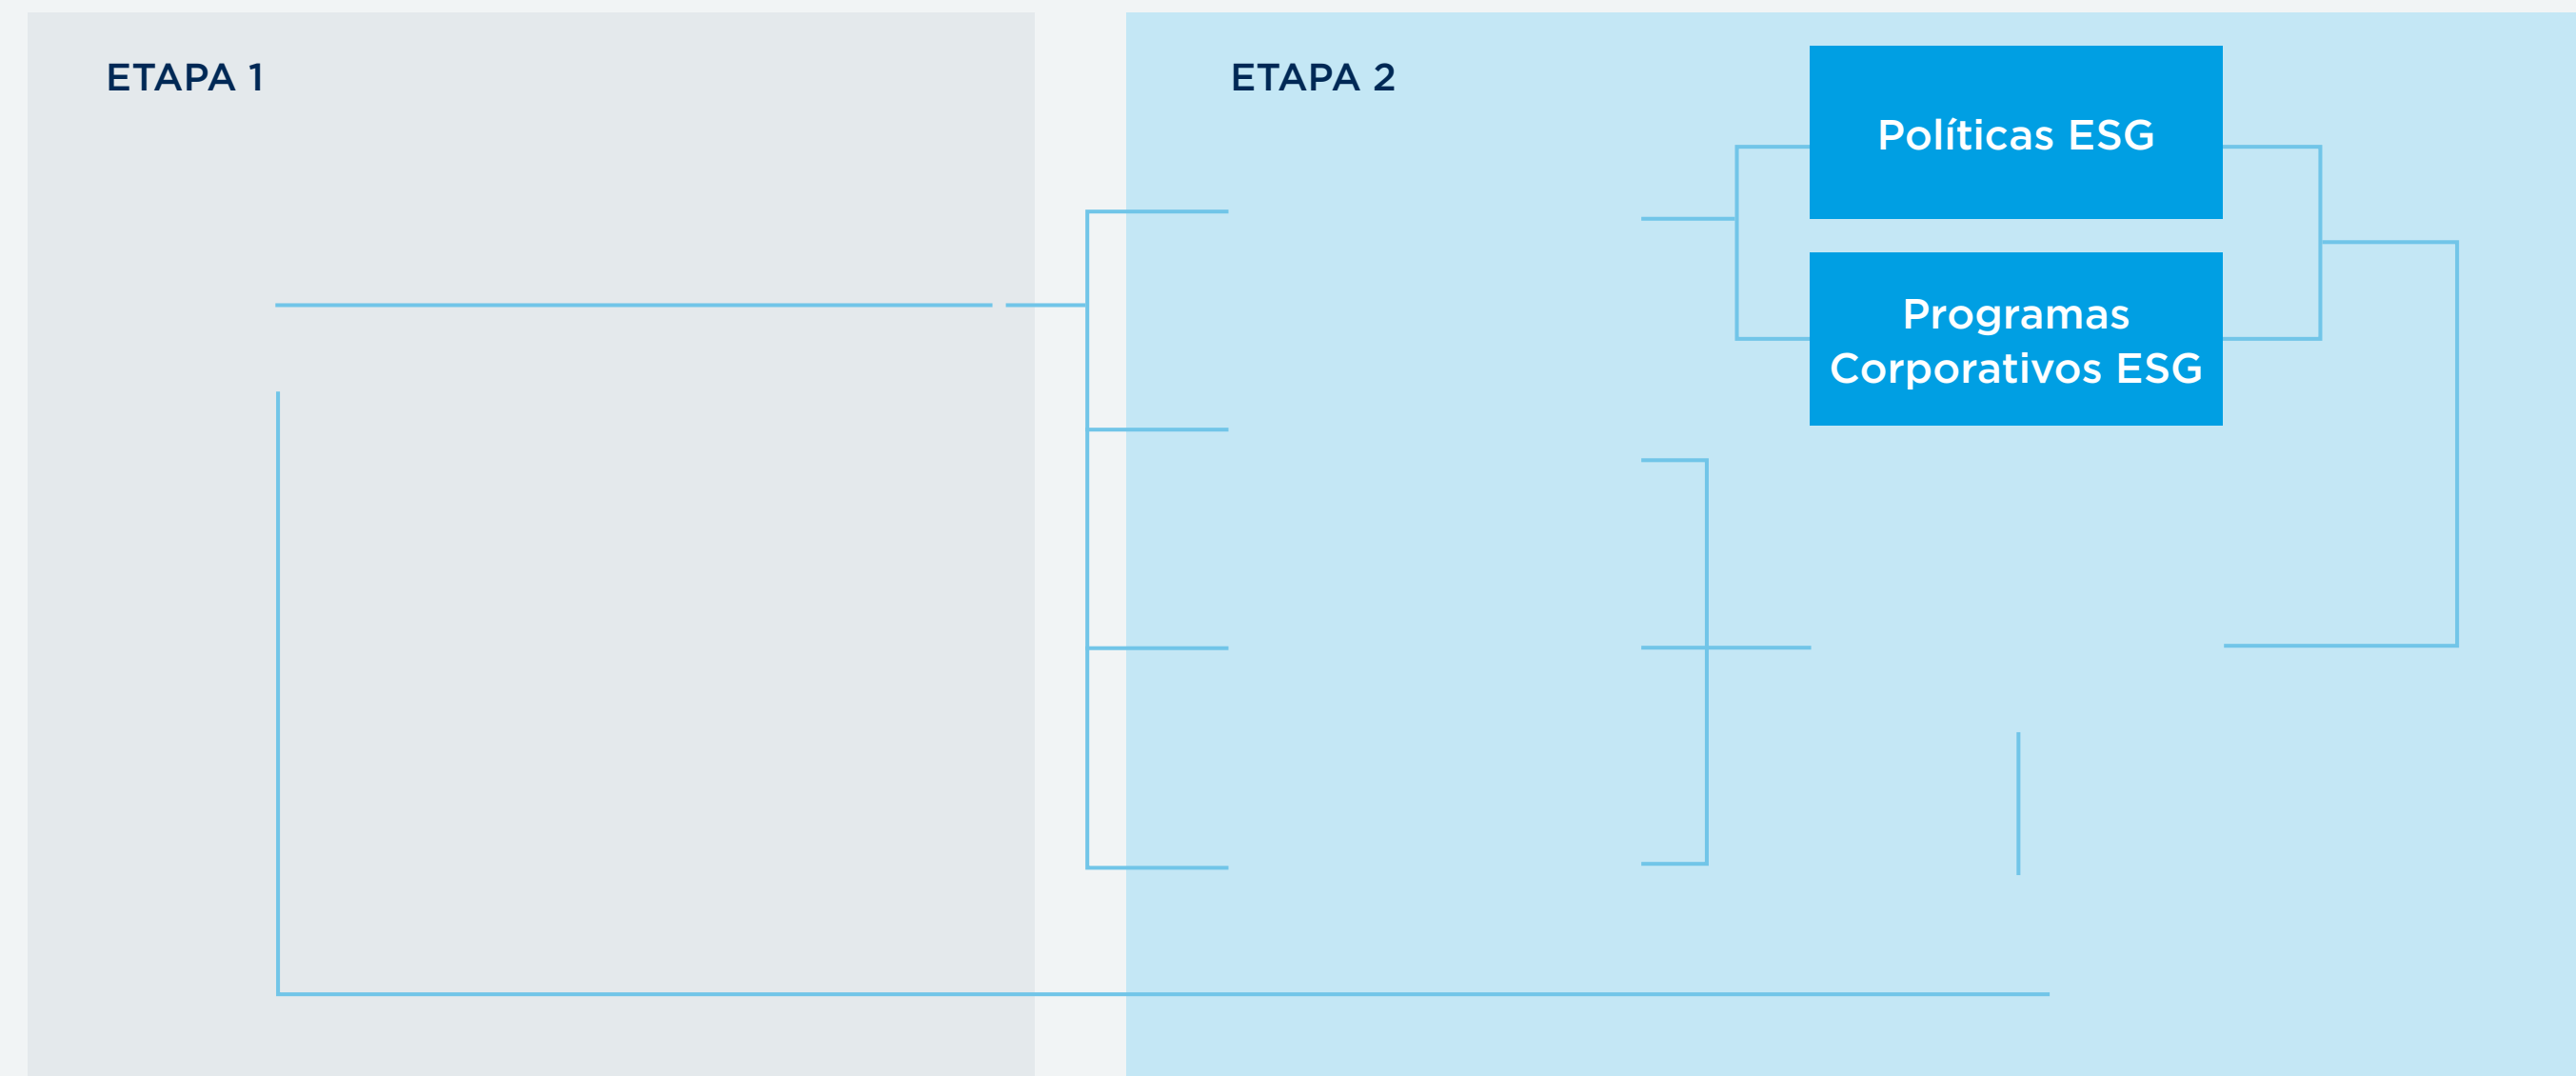 ETAPA 1
ETAPA 2
Políticas ESG
Programas
Corporativos ESG